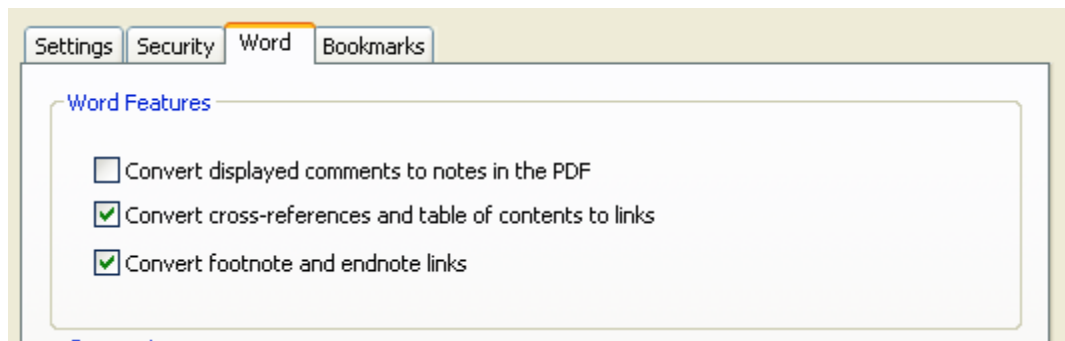 Settings Security Word Bookmarks
Word Features
Convert displayed comments to notes in the PDF
Convert cross-references and table of contents to links
Convert footnote and endnote links